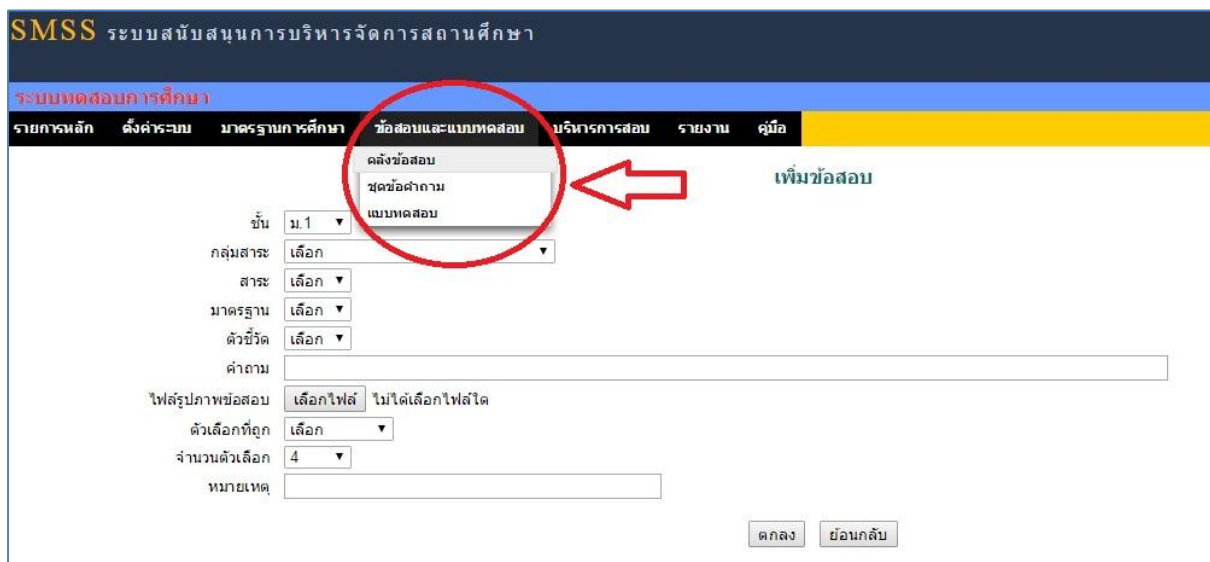 SMSS ระบบสนับสนุนการบริหารจัดการสถานศึกษา
ระบบทดสอบการศึกษา
รายการหลัก ตั้งค่าระบบ มาตรฐานการศึกษา ข้อสอบและแบบทดสอบ บริหารการสอบ รายงาน คู่มือ
คลังข้อสอบ
ชุดข้อคำถาม
แบบทดสอบ
เพิ่มข้อสอบ
ชั้น ม.1
กลุ่มสาระ เลือก
สาระ เลือก
มาตรฐาน เลือก
ตัวชี้วัด เลือก
คำถาม
ไฟล์รูปภาพข้อสอบ เลือกไฟล์ ไม่ได้เลือกไฟล์ใด
ตัวเลือกที่ถูก เลือก
จำนวนตัวเลือก 4
หมายเหตุ
ตกลง ย้อนกลับ